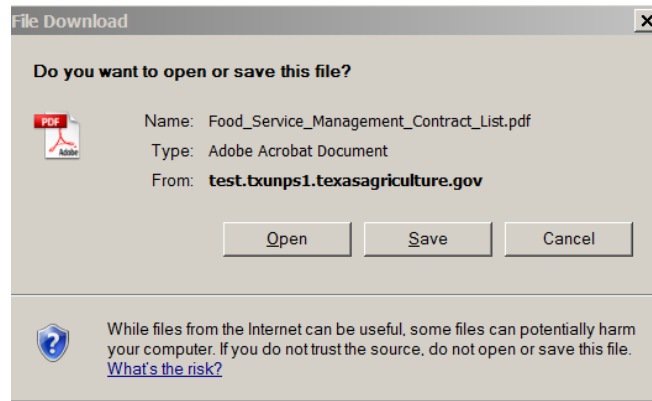 File Download
Do you want to open or save this file?
PDF
Adobe
Name: Food_Service_Management_Contract_List.pdf
Type: Adobe Acrobat Document
From: test.txunps1.texasagriculture.gov
Open Save Cancel
While files from the Internet can be useful, some files can potentially harm
your computer. If you do not trust the source, do not open or save this file.
What's the risk?